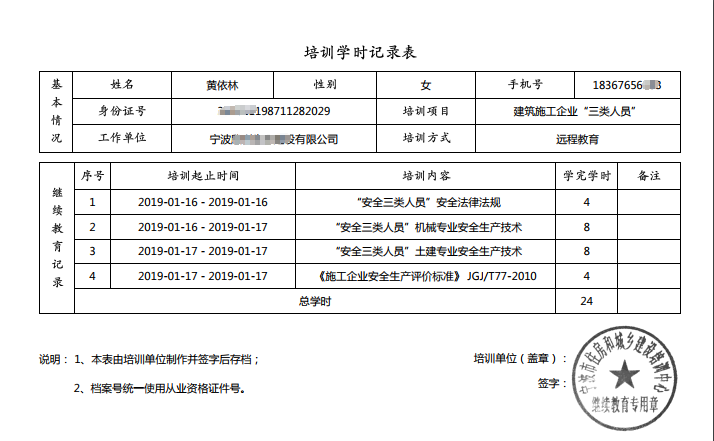 培训学时记录表
基本情况
姓名 黄依林 性别 女 手机号 18367656 3
身份证号 198711282029 培训项目 建筑施工企业“三类人员”
工作单位 宁波 设有限公司 培训方式 远程教育
继续教育记录
序号 培训起止时间 培训内容 学完学时 备注
1 2019-01-16 - 2019-01-16 “安全三类人员”安全法律法规 4
2 2019-01-16 - 2019-01-17 “安全三类人员”机械专业安全生产技术 8
3 2019-01-17 - 2019-01-17 “安全三类人员”土建专业安全生产技术 8
4 2019-01-17 - 2019-01-17 《施工企业安全生产评价标准》 JGJ/T77-2010 4
总学时 24
说明： 1、本表由培训单位制作并签字后存档；
2、档案号统一使用从业资格证件号。
培训单位（盖章）：
签字：
宁波市住房和城乡建设培训中心
继续教育专用章